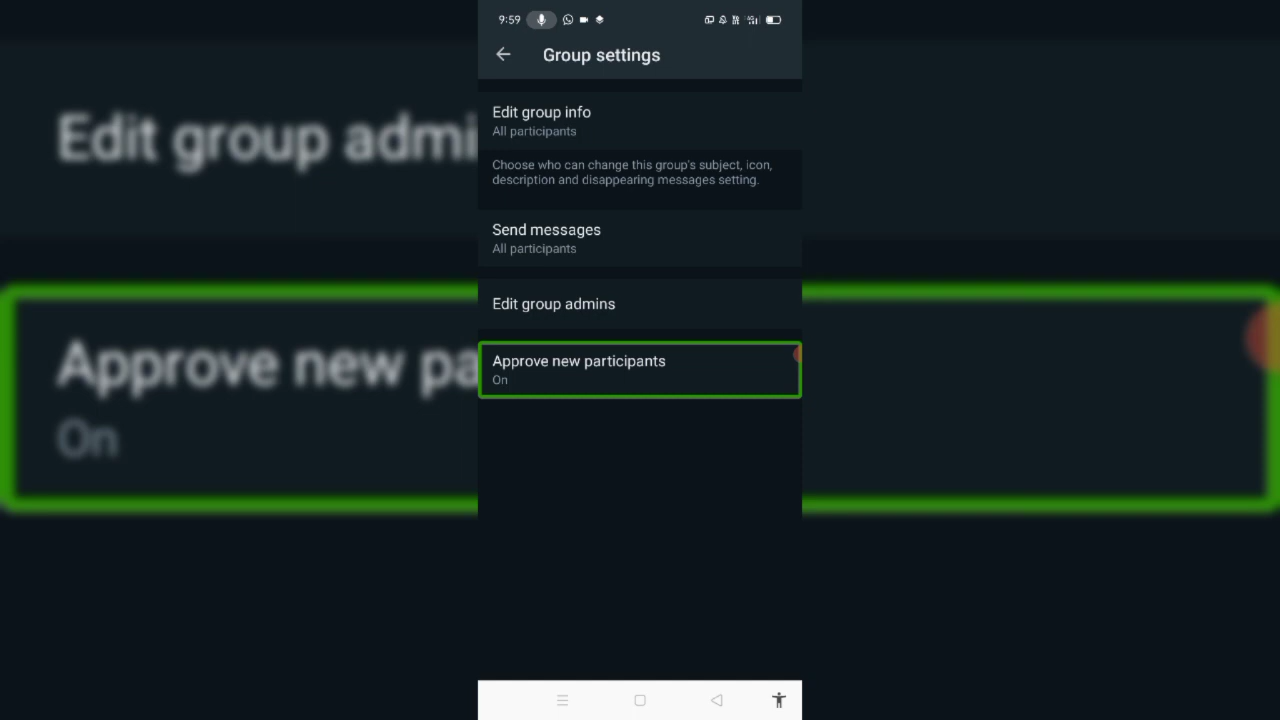 9:59
Group settings
Edit group info
All participants
Choose who can change this group's subject, icon,
description and disappearing messages setting.
Send messages
All participants
Edit group admins
Approve new participants
On
Edit group admi
Approve new pa
On